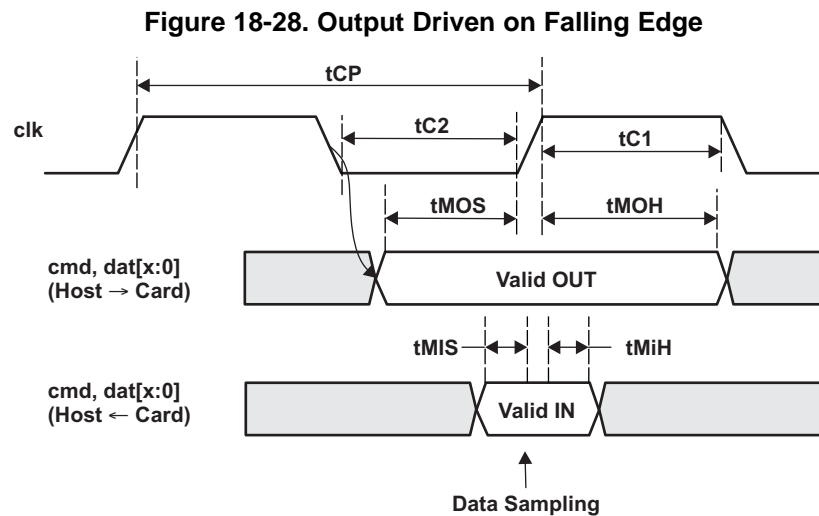 Figure 18-28. Output Driven on Falling Edge
tCP
clk
tC2
tC1
tMOS
tMOH
cmd, dat[x:0]
(Host → Card)
Valid OUT
tMIS
tMiH
cmd, dat[x:0]
(Host ← Card)
Valid IN
Data Sampling